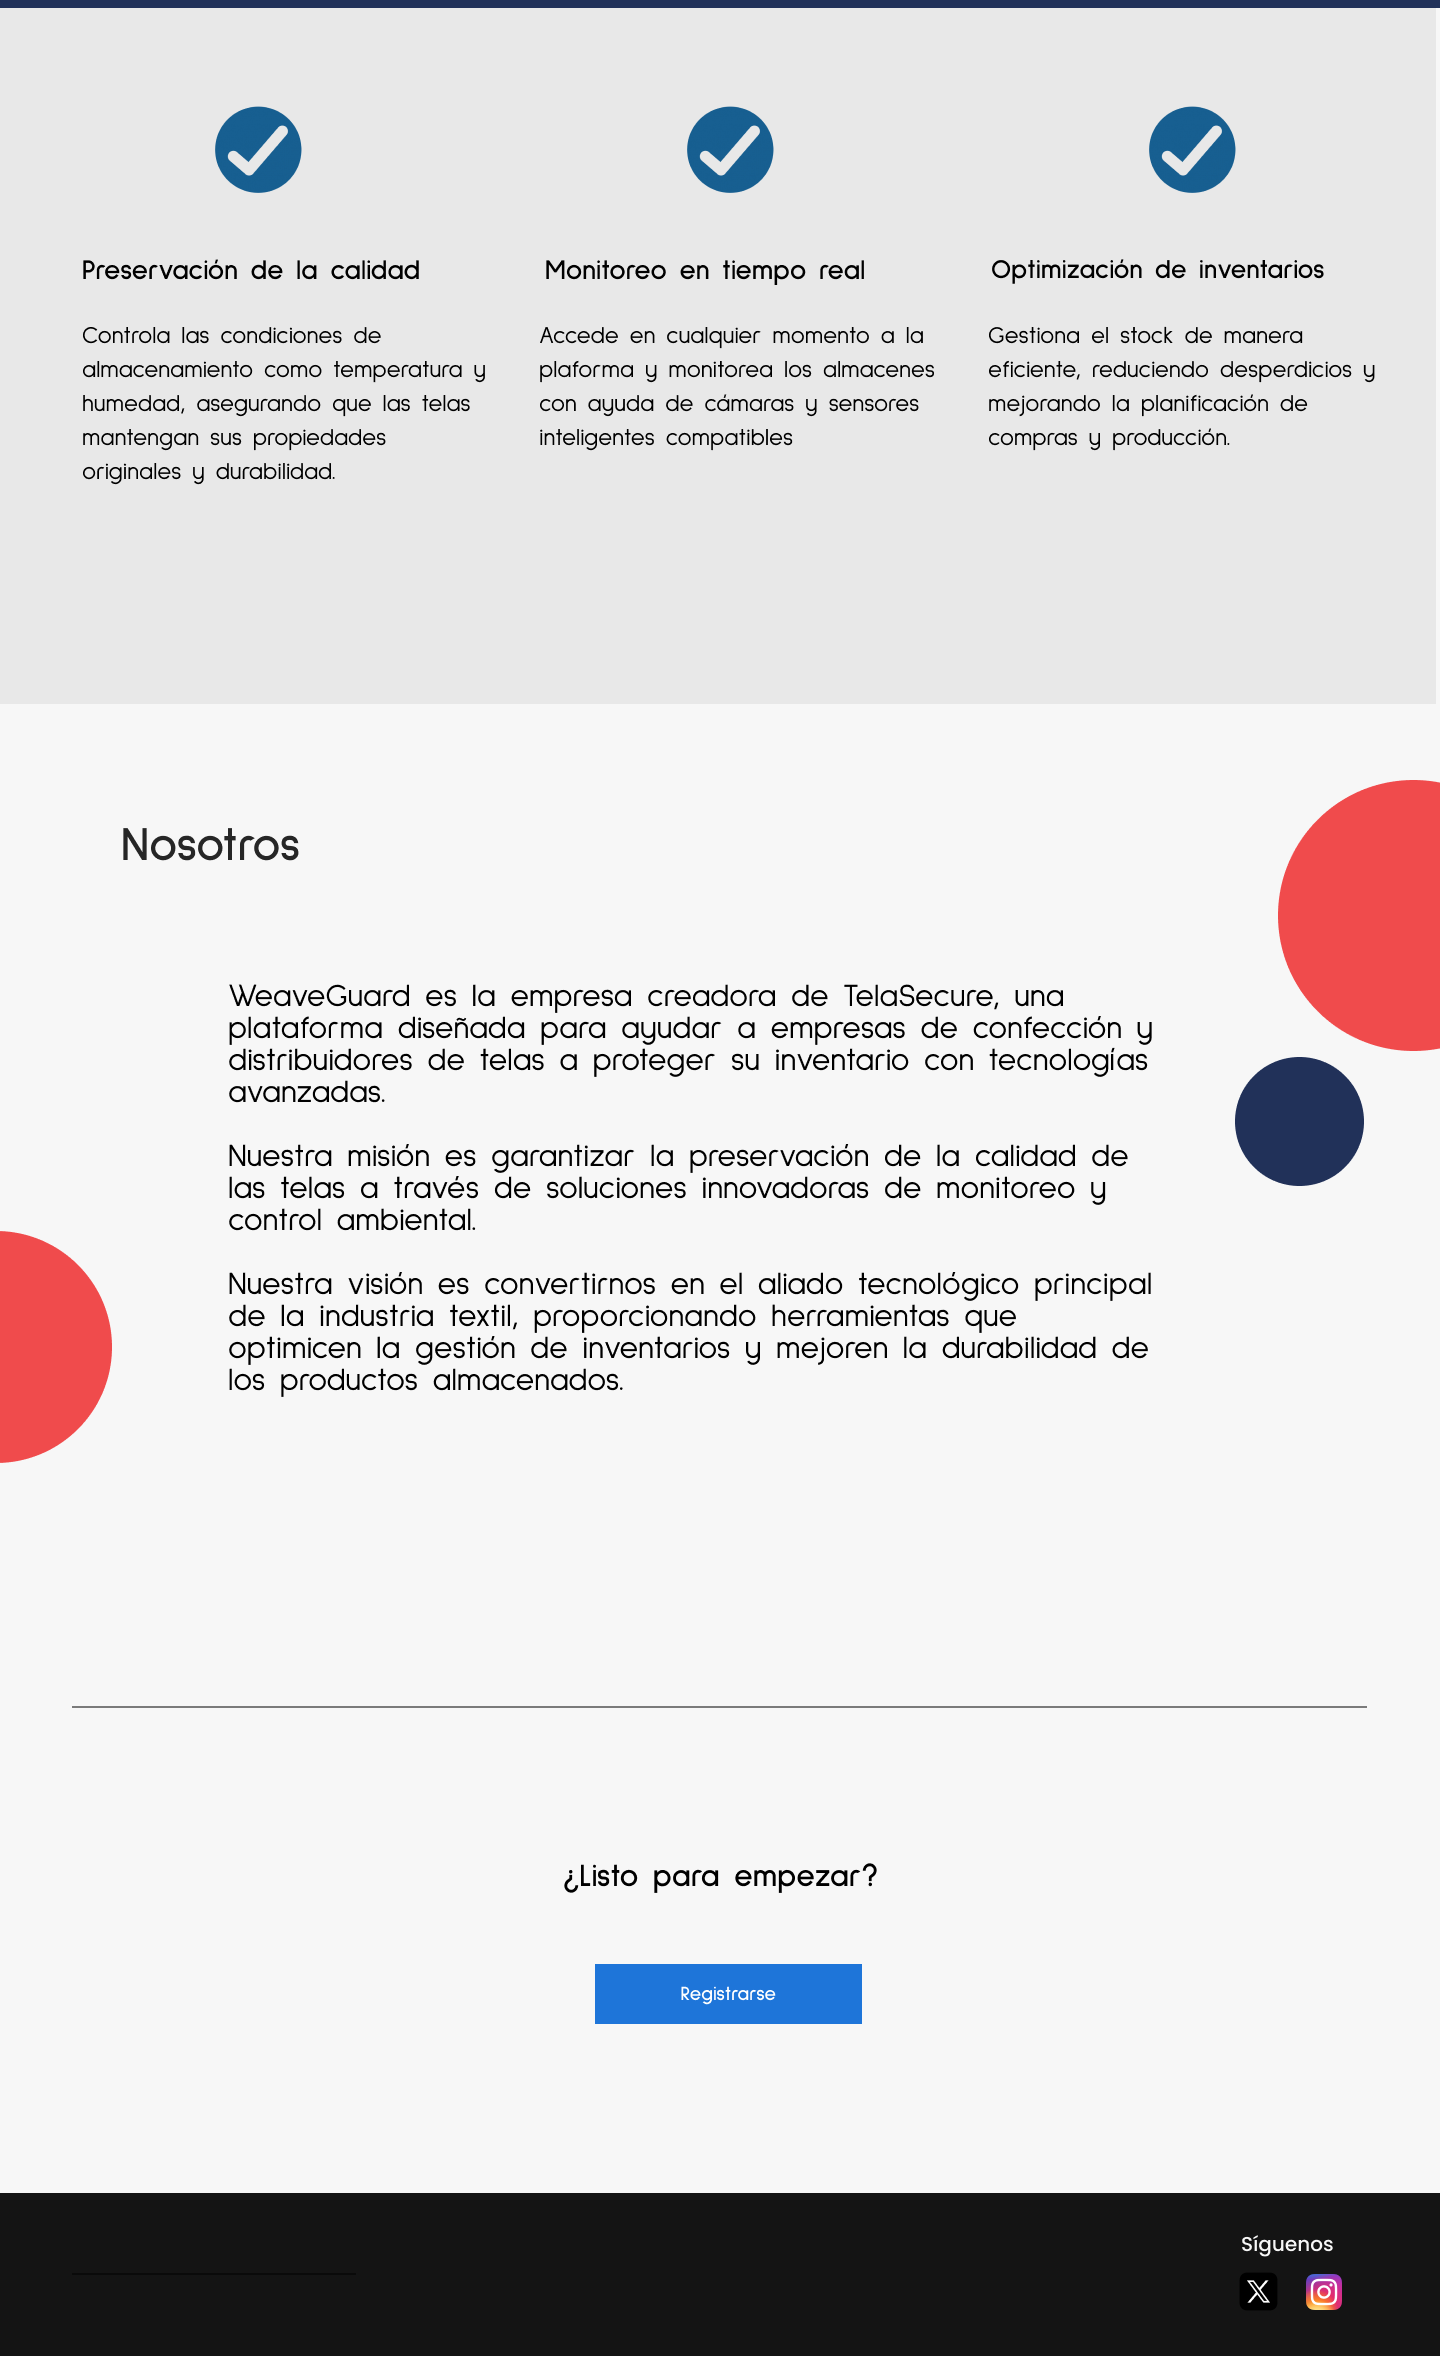 Preservación de la calidad
Controla las condiciones de
almacenamiento como temperatura y
humedad, asegurando que las telas
mantengan sus propiedades
originales y durabilidad.
Monitoreo en tiempo real
Accede en cualquier momento a la
plaforma y monitorea los almacenes
con ayuda de cámaras y sensores
inteligentes compatibles
Optimización de inventarios
Gestiona el stock de manera
eficiente, reduciendo desperdicios y
mejorando la planificación de
compras y producción.
Nosotros
WeaveGuard es la empresa creadora de TelaSecure, una
plataforma diseñada para ayudar a empresas de confección y
distribuidores de telas a proteger su inventario con tecnologías
avanzadas.
Nuestra misión es garantizar la preservación de la calidad de
las telas a través de soluciones innovadoras de monitoreo y
control ambiental.
Nuestra visión es convertirnos en el aliado tecnológico principal
de la industria textil, proporcionando herramientas que
optimicen la gestión de inventarios y mejoren la durabilidad de
los productos almacenados.
¿Listo para empezar?
Registrarse
Síguenos